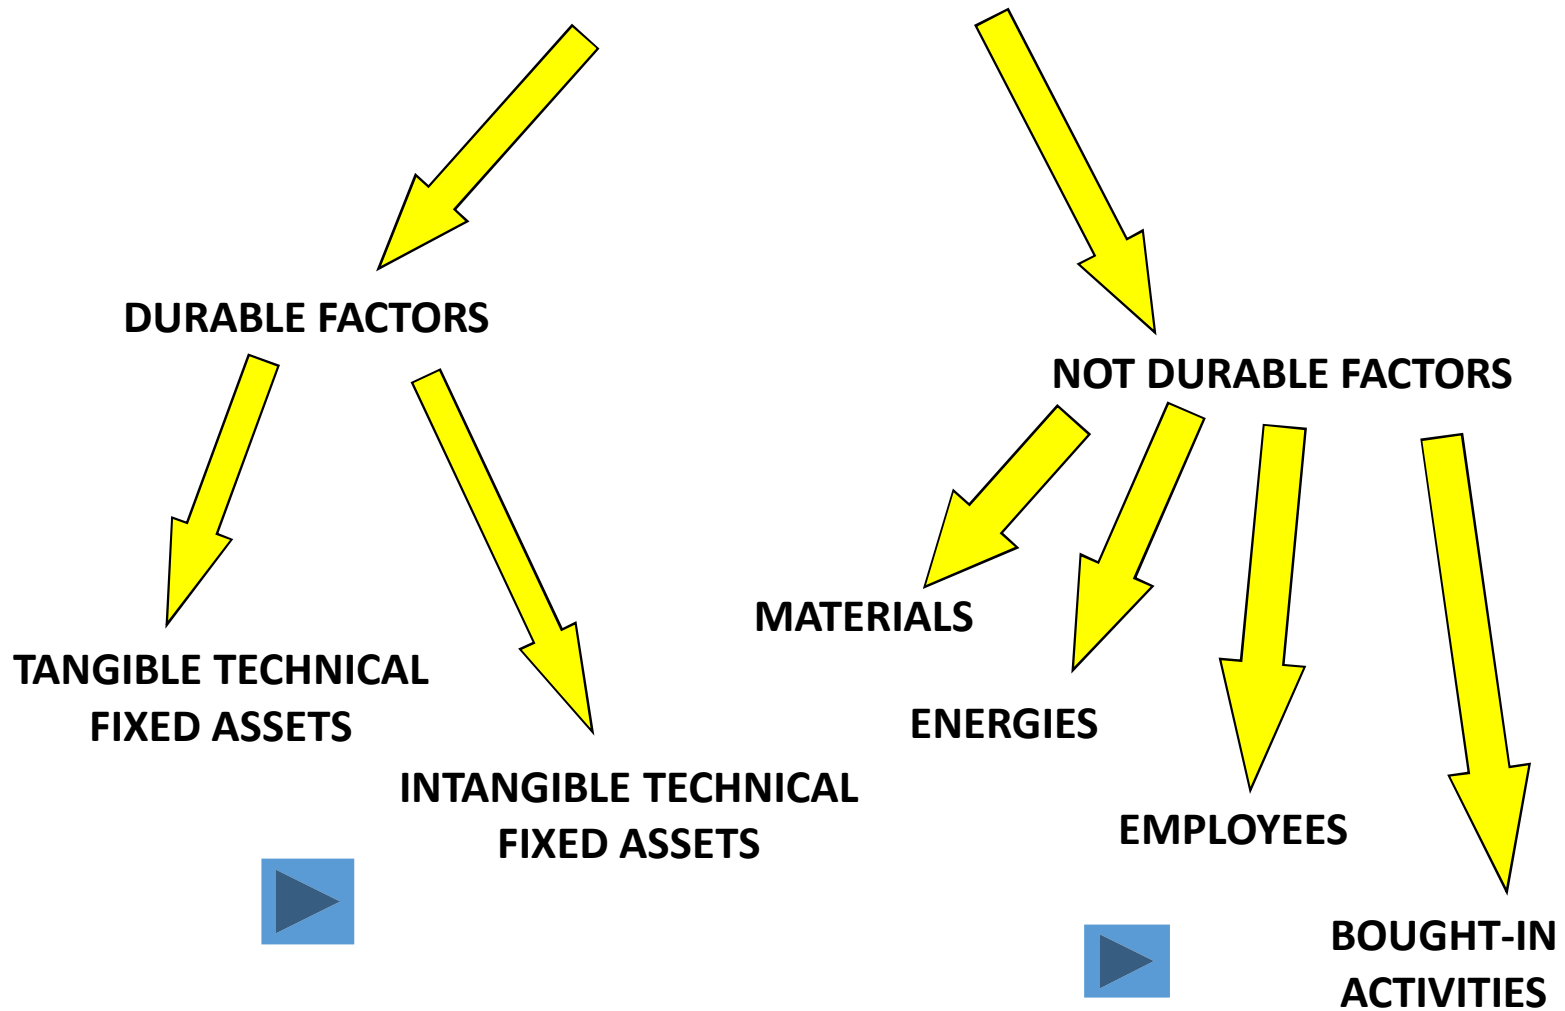 DURABLE FACTORS
NOT DURABLE FACTORS
MATERIALS
TANGIBLE TECHNICAL
FIXED ASSETS
ENERGIES
INTANGIBLE TECHNICAL
FIXED ASSETS
EMPLOYEES
BOUGHT-IN
ACTIVITIES